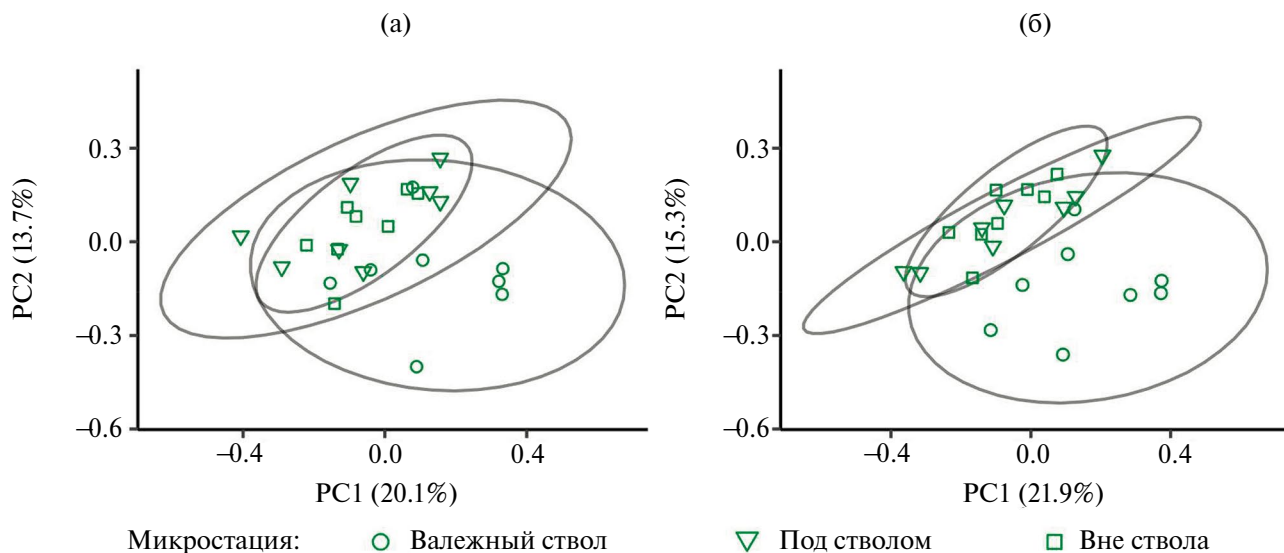 (а)
(б)
PC2 (13.7%)
0.3
0.0
–0.3
–0.6
–0.4
0.0
0.4
PC1 (20.1%)
PC2 (15.3%)
0.3
0.0
–0.3
–0.6
–0.4
0.0
0.4
PC1 (21.9%)
Микростация: Валежный ствол Под стволом Вне ствола